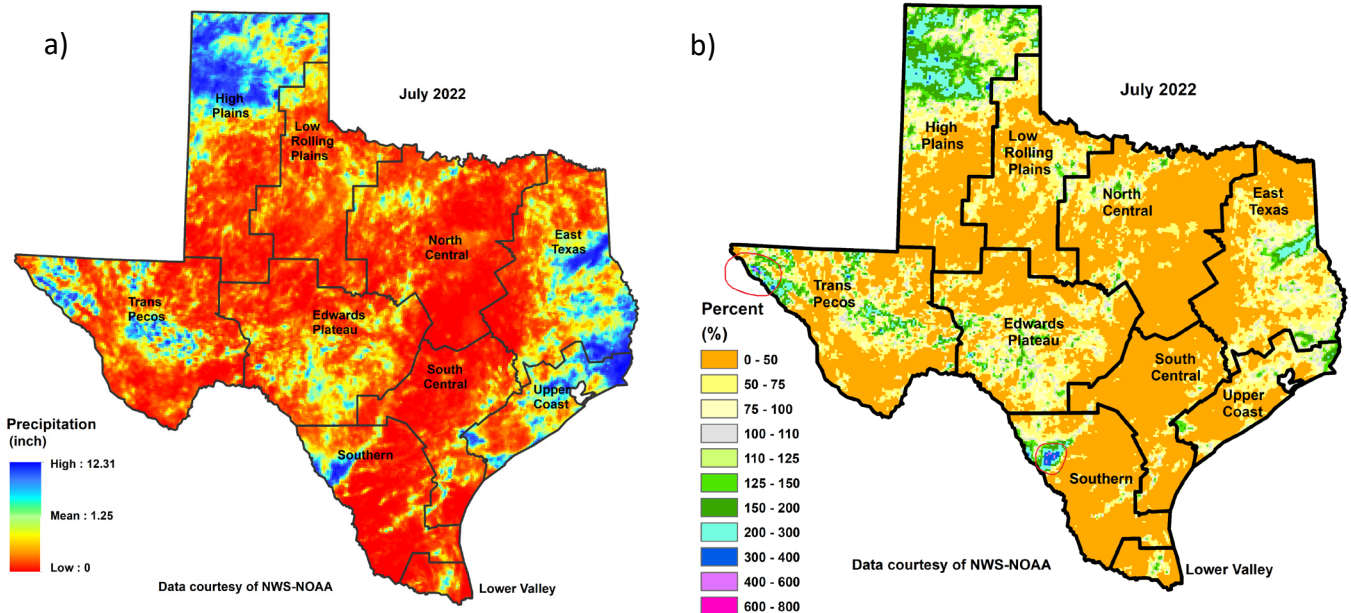 a)
July 2022
High
Plains
Low
Rolling
Plains
North
Central
East
Texas
Trans
Pecos
Edwards
Plateau
South
Central
Upper
Coast
Southern
Lower Valley
Precipitation
(inch)
High : 12.31
Mean : 1.25
Low : 0
Data courtesy of NWS-NOAA
b)
July 2022
High
Plains
Low
Rolling
Plains
North
Central
East
Texas
Trans
Pecos
Edwards
Plateau
South
Central
Upper
Coast
Southern
Lower Valley
Percent
(%)
0 - 50
50 - 75
75 - 100
100 - 110
110 - 125
125 - 150
150 - 200
200 - 300
300 - 400
400 - 600
600 - 800
Data courtesy of NWS-NOAA